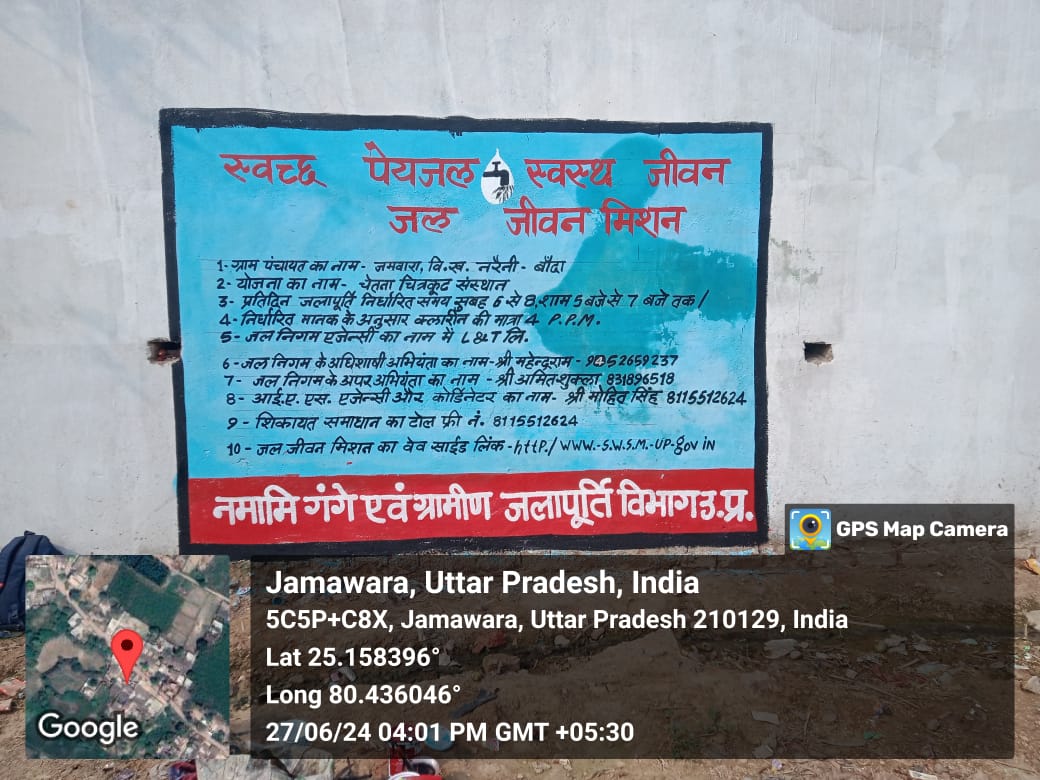 स्वच्छ पेयजल स्वस्थ जीवन
जल जीवन मिशन
1- ग्राम पंचायत का नाम - जमवारा, वि.ख. नरैनी - बाँदा
2- योजना का नाम- चेतना चित्रकूट संस्थान
3- प्रतिदिन जलापूर्ति निर्धारित समय सुबह 6 से 8, शाम 5 बजे से 7 बजे तक/
4- निर्धारित मानक के अनुसार क्लोरीन की मात्रा 4 P.P.M.
5- जल निगम एजेन्सी का नाम मै L&T लि.
6- जल निगम के अधिशाषी अभियंता का नाम- श्री महेन्दूराम -
7- जल निगम के अपर अभियंता का नाम - श्री अमित शुक्ला 831896518
8- आई.ए. एस. एजेन्सी और कोर्डिनेटर का नाम- श्री मोहित सिंह 8115512624
9 - शिकायत समाधान का टोल फ्री नं. 8115512624
10 - जल जीवन मिशन का वेव साईड लिंक -http./ www.-S.W.S.M.-UP-gov in
नमामि गंगे एवं ग्रामीण जलापूर्ति विभाग उ.प्र.
GPS Map Camera
Jamawara, Uttar Pradesh, India
5C5P+C8X, Jamawara, Uttar Pradesh 210129, India
Lat 25.158396°
Long 80.436046°
27/06/24 04:01 PM GMT +05:30
Google